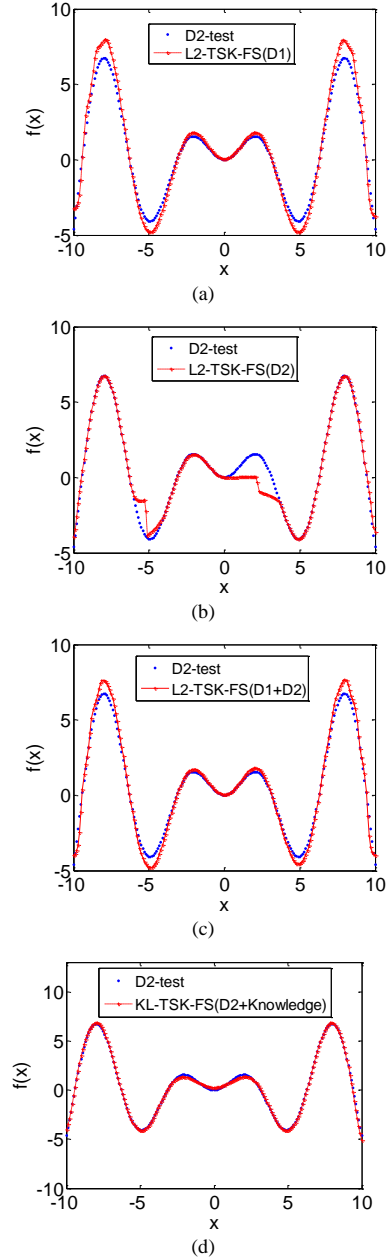 10
D2-test
L2-TSK-FS(D1)
5
f(x)
0
-5
-10
-5
0
5
10
x
(a)
10
D2-test
L2-TSK-FS(D2)
5
f(x)
0
-5
-10
-5
0
5
10
x
(b)
10
D2-test
L2-TSK-FS(D1+D2)
5
f(x)
0
-5
-10
-5
0
5
10
x
(c)
10
D2-test
KL-TSK-FS(D2+Knowledge)
5
f(x)
0
-5
-10
-10
-5
0
5
10
x
(d)